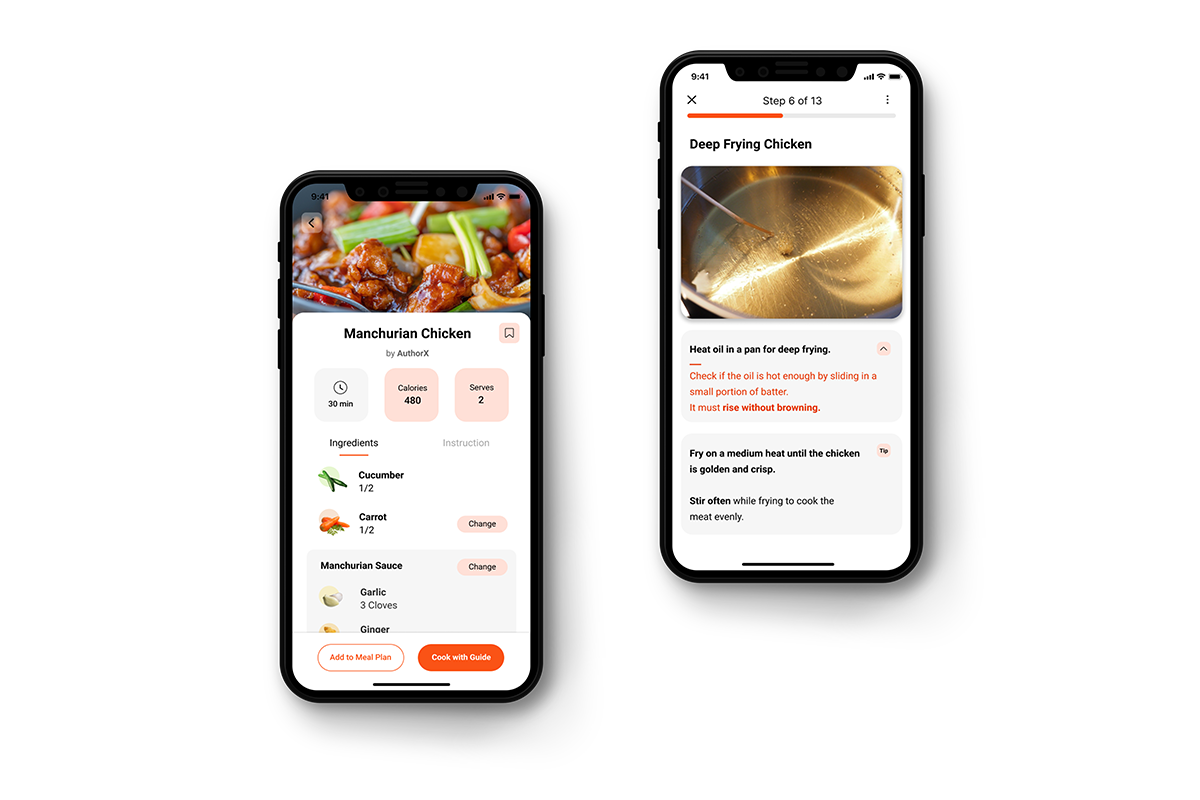 9:41
Manchurian Chicken
by AuthorX
30 min
Calories
480
Serves
2
Ingredients
Instruction
Cucumber
1/2
Carrot
1/2
Change
Manchurian Sauce
Change
Garlic
3 Cloves
Ginger
Add to Meal Plan
Cook with Guide
9:41
Step 6 of 13
Deep Frying Chicken
Heat oil in a pan for deep frying.
Check if the oil is hot enough by sliding in a
small portion of batter.
It must rise without browning.
Fry on a medium heat until the chicken
is golden and crisp.
Tip
Stir often while frying to cook the
meat evenly.